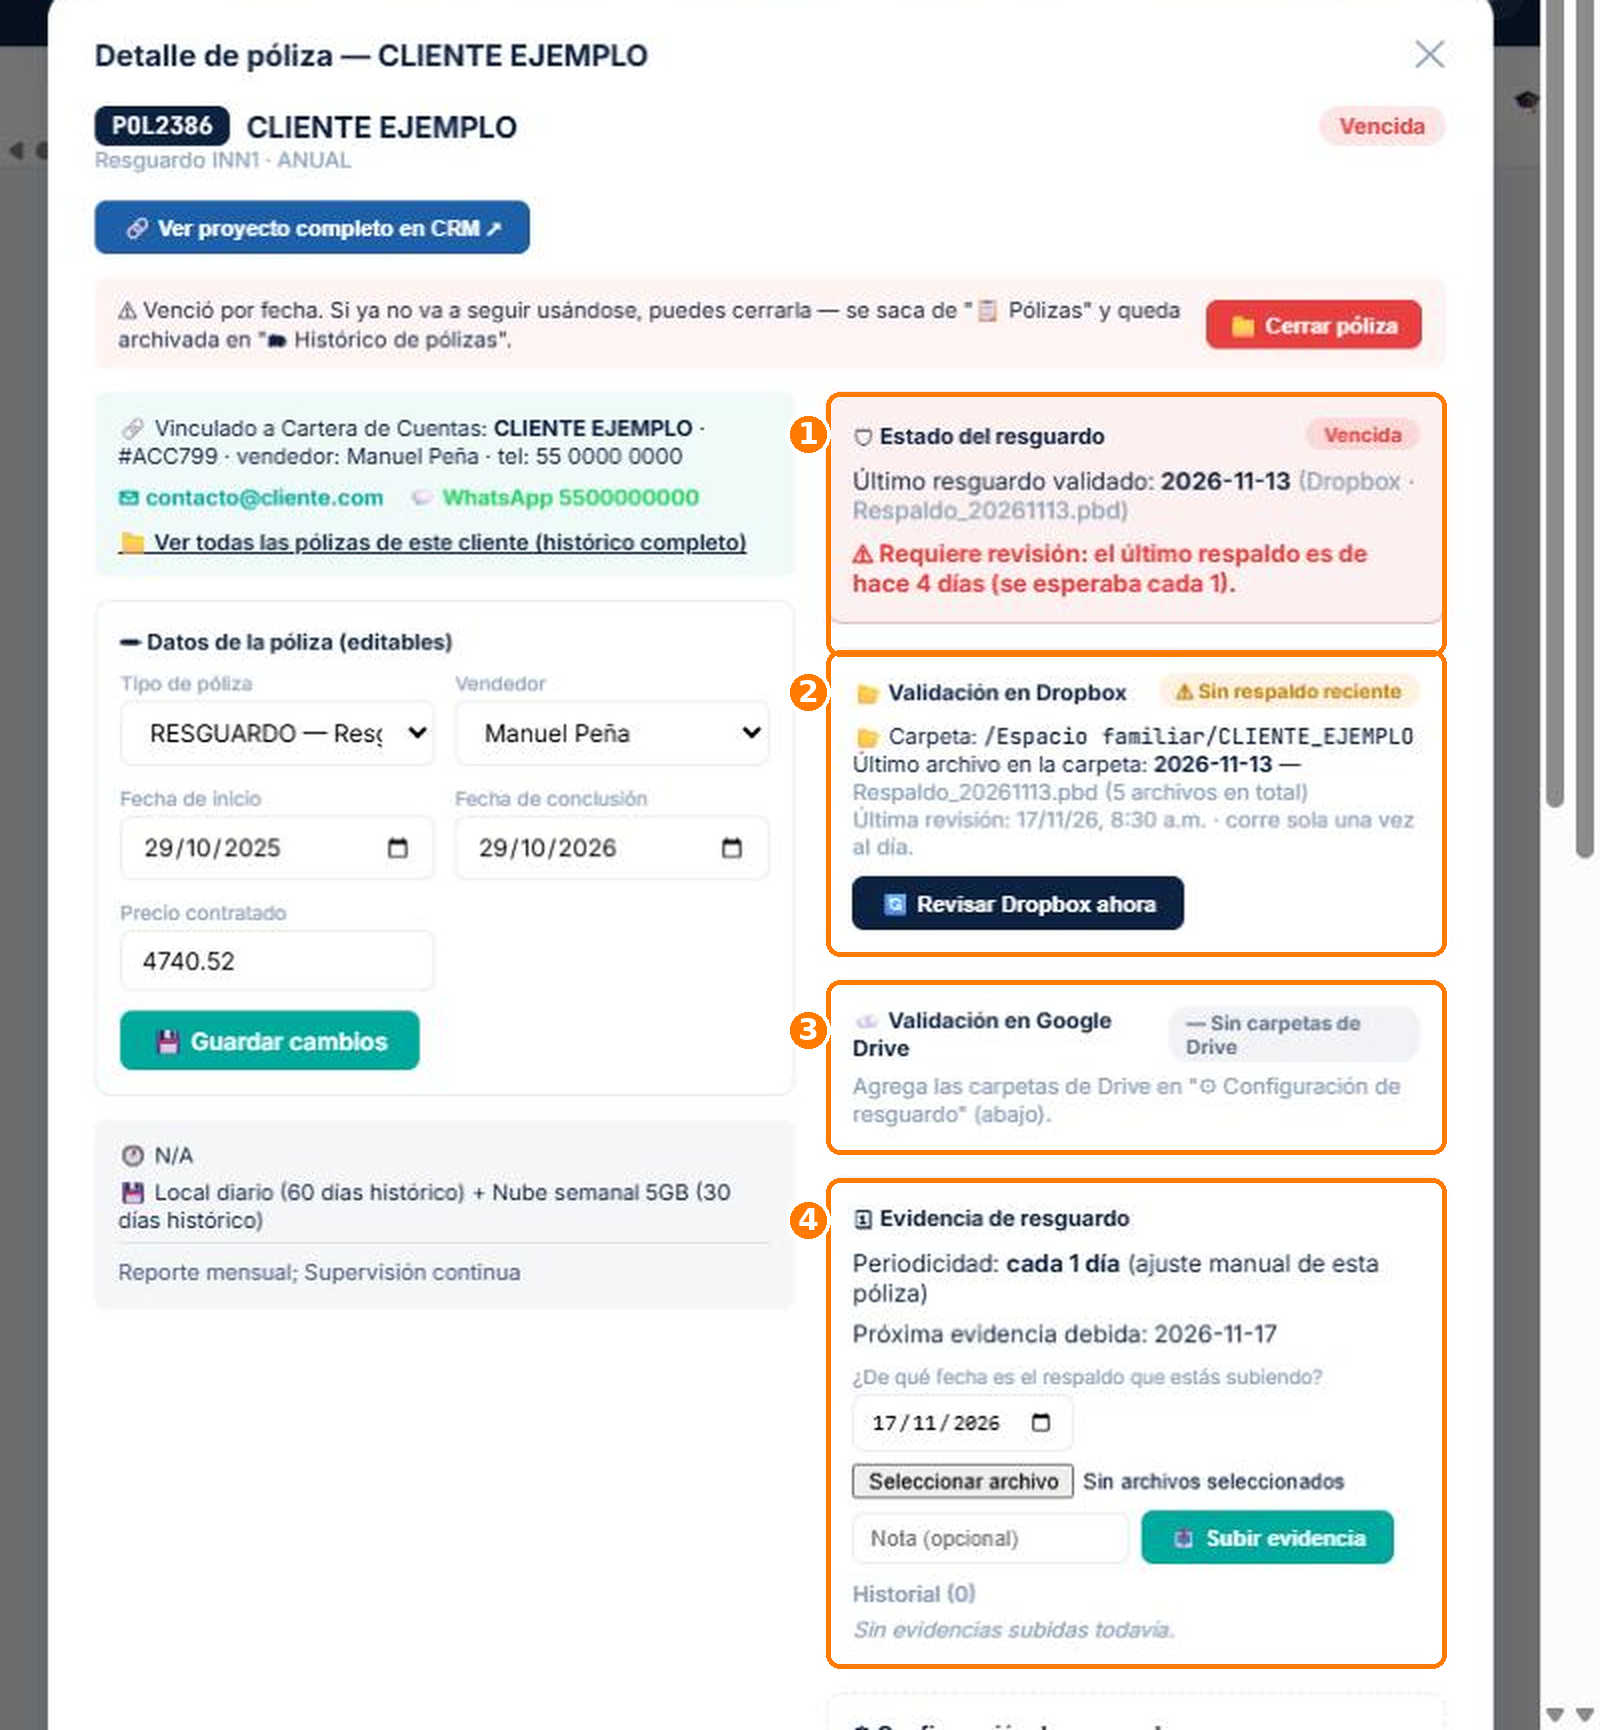 Detalle de póliza — CLIENTE EJEMPLO
POL2386 CLIENTE EJEMPLO
Vencida
Resguardo INN1 · ANUAL
Ver proyecto completo en CRM ↗
⚠ Venció por fecha. Si ya no va a seguir usándose, puedes cerrarla — se saca de "📋 Pólizas" y queda
archivada en "📂 Histórico de pólizas".
Cerrar póliza
Vinculado a Cartera de Cuentas: CLIENTE EJEMPLO ·
#ACC799 · vendedor: Manuel Peña · tel: 55 0000 0000
contacto@cliente.com WhatsApp 5500000000
Ver todas las pólizas de este cliente (histórico completo)
Datos de la póliza (editables)
Tipo de póliza
Vendedor
RESGUARDO — Resg
Manuel Peña
Fecha de inicio
Fecha de conclusión
29/10/2025
29/10/2026
Precio contratado
4740.52
Guardar cambios
N/A
Local diario (60 días histórico) + Nube semanal 5GB (30
días histórico)
Reporte mensual; Supervisión continua
1
Estado del resguardo
Vencida
Último resguardo validado: 2026-11-13 (Dropbox ·
Respaldo_20261113.pbd)
⚠ Requiere revisión: el último respaldo es de
hace 4 días (se esperaba cada 1).
2
Validación en Dropbox
⚠ Sin respaldo reciente
Carpeta: /Espacio familiar/CLIENTE_EJEMPLO
Último archivo en la carpeta: 2026-11-13 —
Respaldo_20261113.pbd (5 archivos en total)
Última revisión: 17/11/26, 8:30 a.m. · corre sola una vez
al día.
Revisar Dropbox ahora
3
Validación en Google
Drive
— Sin carpetas de
Drive
Agrega las carpetas de Drive en "⚙ Configuración de
resguardo" (abajo).
4
Evidencia de resguardo
Periodicidad: cada 1 día (ajuste manual de esta
póliza)
Próxima evidencia debida: 2026-11-17
¿De qué fecha es el respaldo que estás subiendo?
17/11/2026
Seleccionar archivo Sin archivos seleccionados
Nota (opcional)
Subir evidencia
Historial (0)
Sin evidencias subidas todavía.